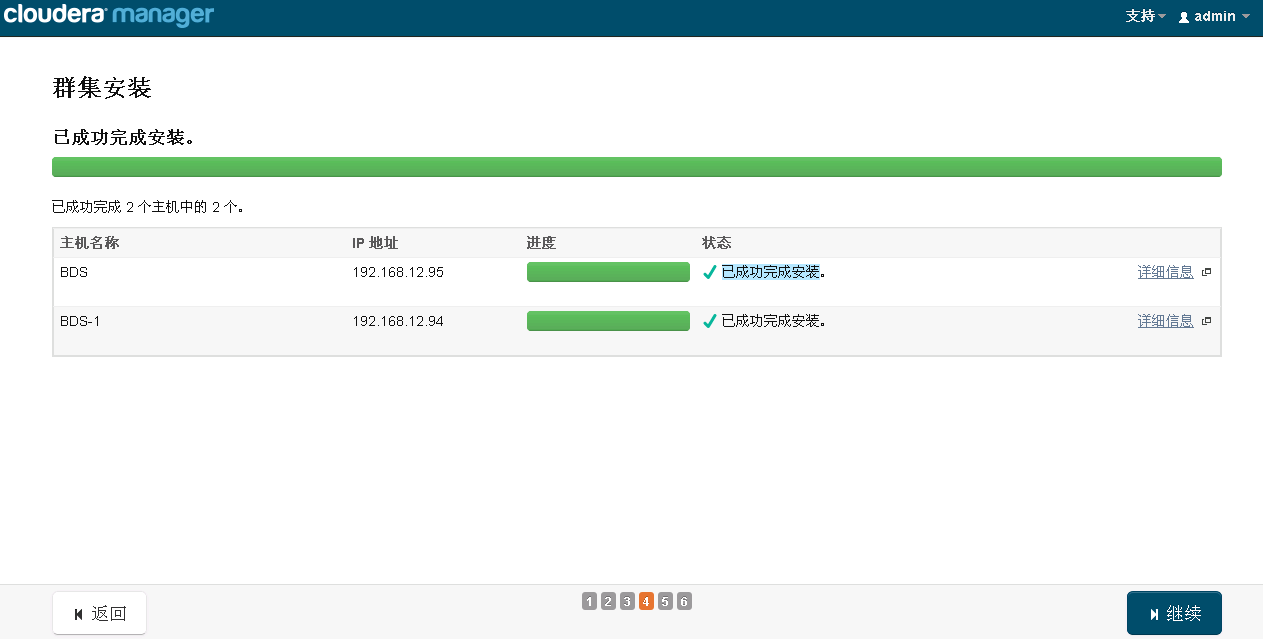 cloudera manager 支持 admin
群集安装
已成功完成安装。
已成功完成 2 个主机中的 2 个。
主机名称 IP 地址 进度 状态
BDS 192.168.12.95 已成功完成安装。 详细信息
BDS-1 192.168.12.94 已成功完成安装。 详细信息
返回 1 2 3 4 5 6 继续